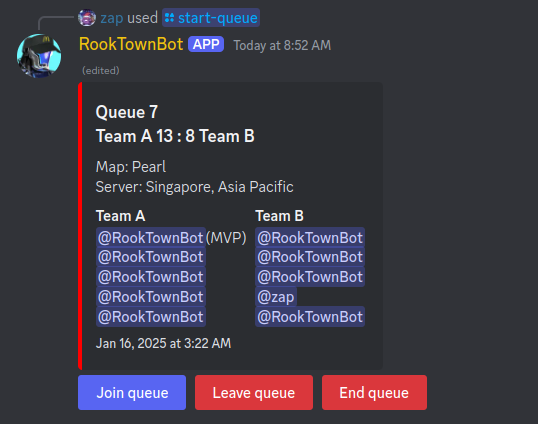 zap used start-queue
RookTownBot APP Today at 8:52 AM
(edited)
Queue 7
Team A 13 : 8 Team B
Map: Pearl
Server: Singapore, Asia Pacific
Team A Team B
@RookTownBot(MVP) @RookTownBot
@RookTownBot @RookTownBot
@RookTownBot @RookTownBot
@RookTownBot @zap
@RookTownBot @RookTownBot
Jan 16, 2025 at 3:22 AM
Join queue Leave queue End queue